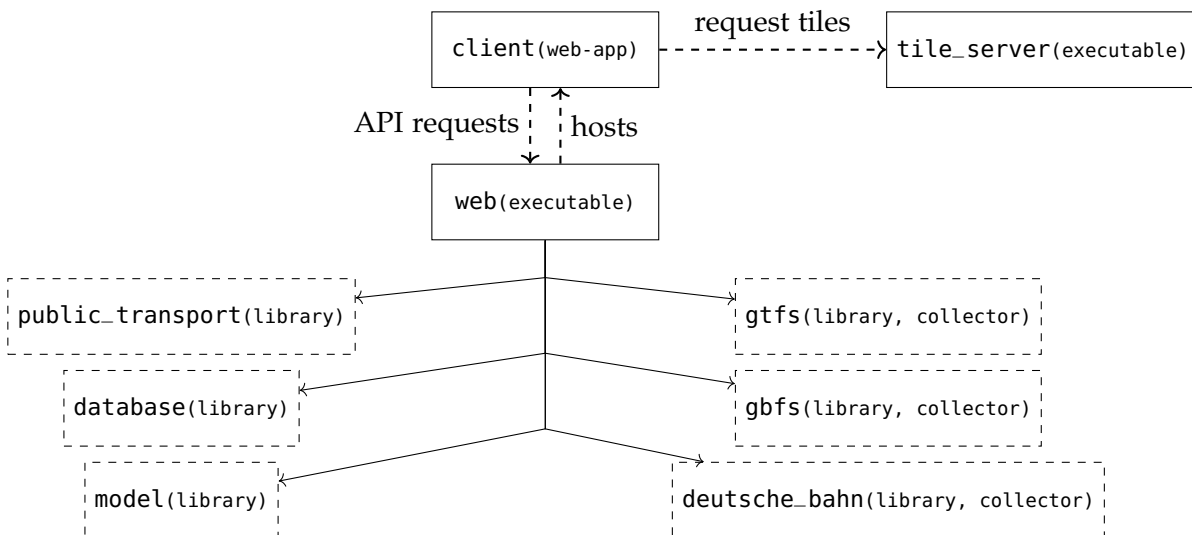 request tiles
client(web-app)
tile_server(executable)
API requests
hosts
web(executable)
public_transport(library)
gtfs(library, collector)
database(library)
gbfs(library, collector)
model(library)
deutsche_bahn(library, collector)